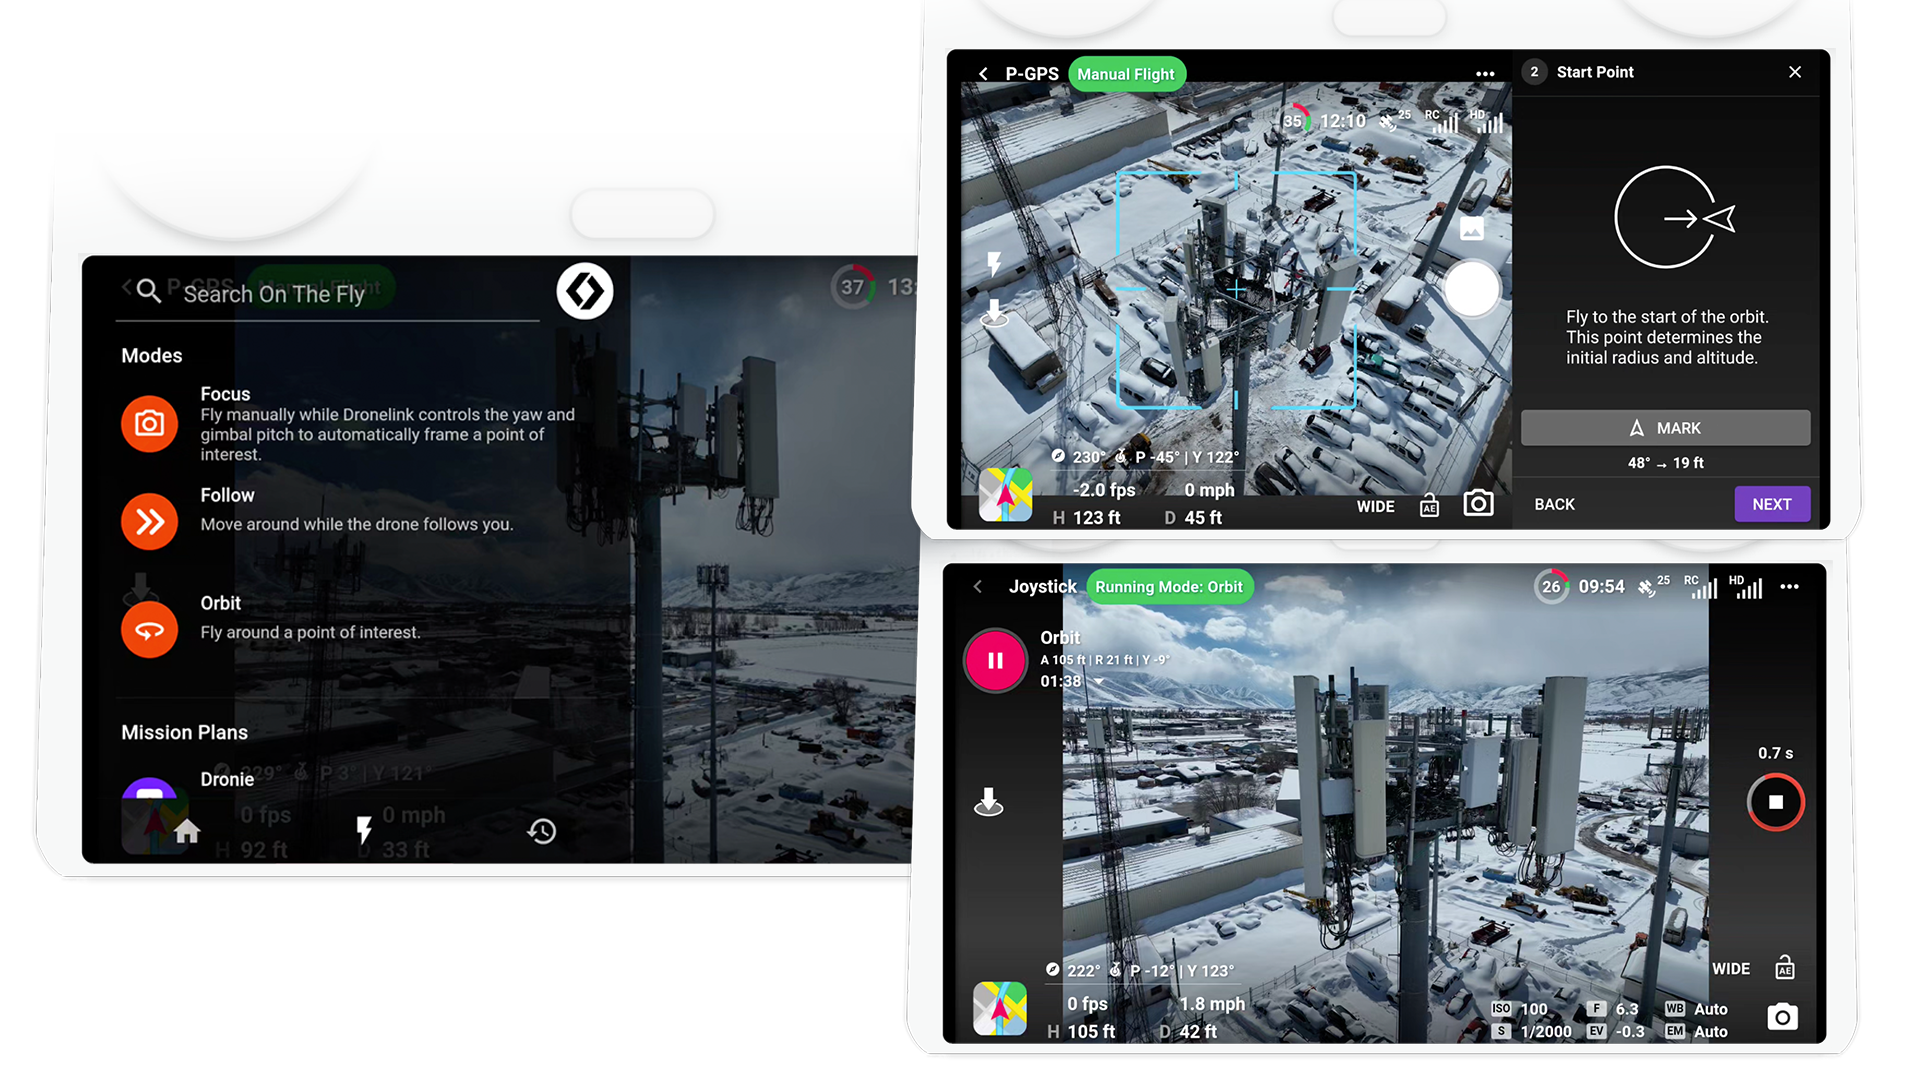 P-GPS Manual Flight
Search On The Fly
37 13:
Modes
Focus
Fly manually while Dronelink controls the yaw and
gimbal pitch to automatically frame a point of
interest.
Follow
Move around while the drone follows you.
Orbit
Fly around a point of interest.
Mission Plans
Dronie
229° P 3° | Y 121°
0 fps 0 mph
H 92 ft D 33 ft
P-GPS Manual Flight
35 12:10 25 RC HD
230° P -45° | Y 122°
-2.0 fps 0 mph
H 123 ft D 45 ft
WIDE AE
2 Start Point
Fly to the start of the orbit.
This point determines the
initial radius and altitude.
MARK
48° → 19 ft
BACK NEXT
Joystick Running Mode: Orbit
26 09:54 25 RC HD
Orbit
A 105 ft | R 21 ft | Y -9°
01:38
0.7 s
222° P -12° | Y 123°
0 fps 1.8 mph
H 105 ft D 42 ft
WIDE AE
ISO 100 F 6.3 WB Auto
S 1/2000 EV -0.3 EM Auto